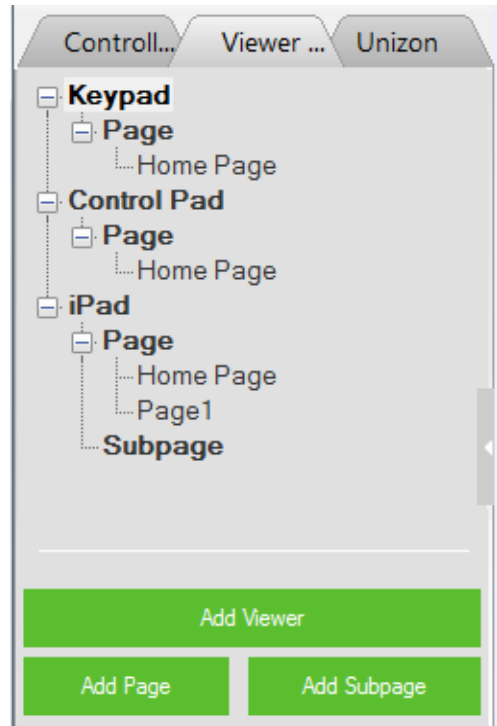 Controll... Viewer ... Unizon
Keypad
Page
Home Page
Control Pad
Page
Home Page
iPad
Page
Home Page
Page1
Subpage
Add Viewer
Add Page Add Subpage